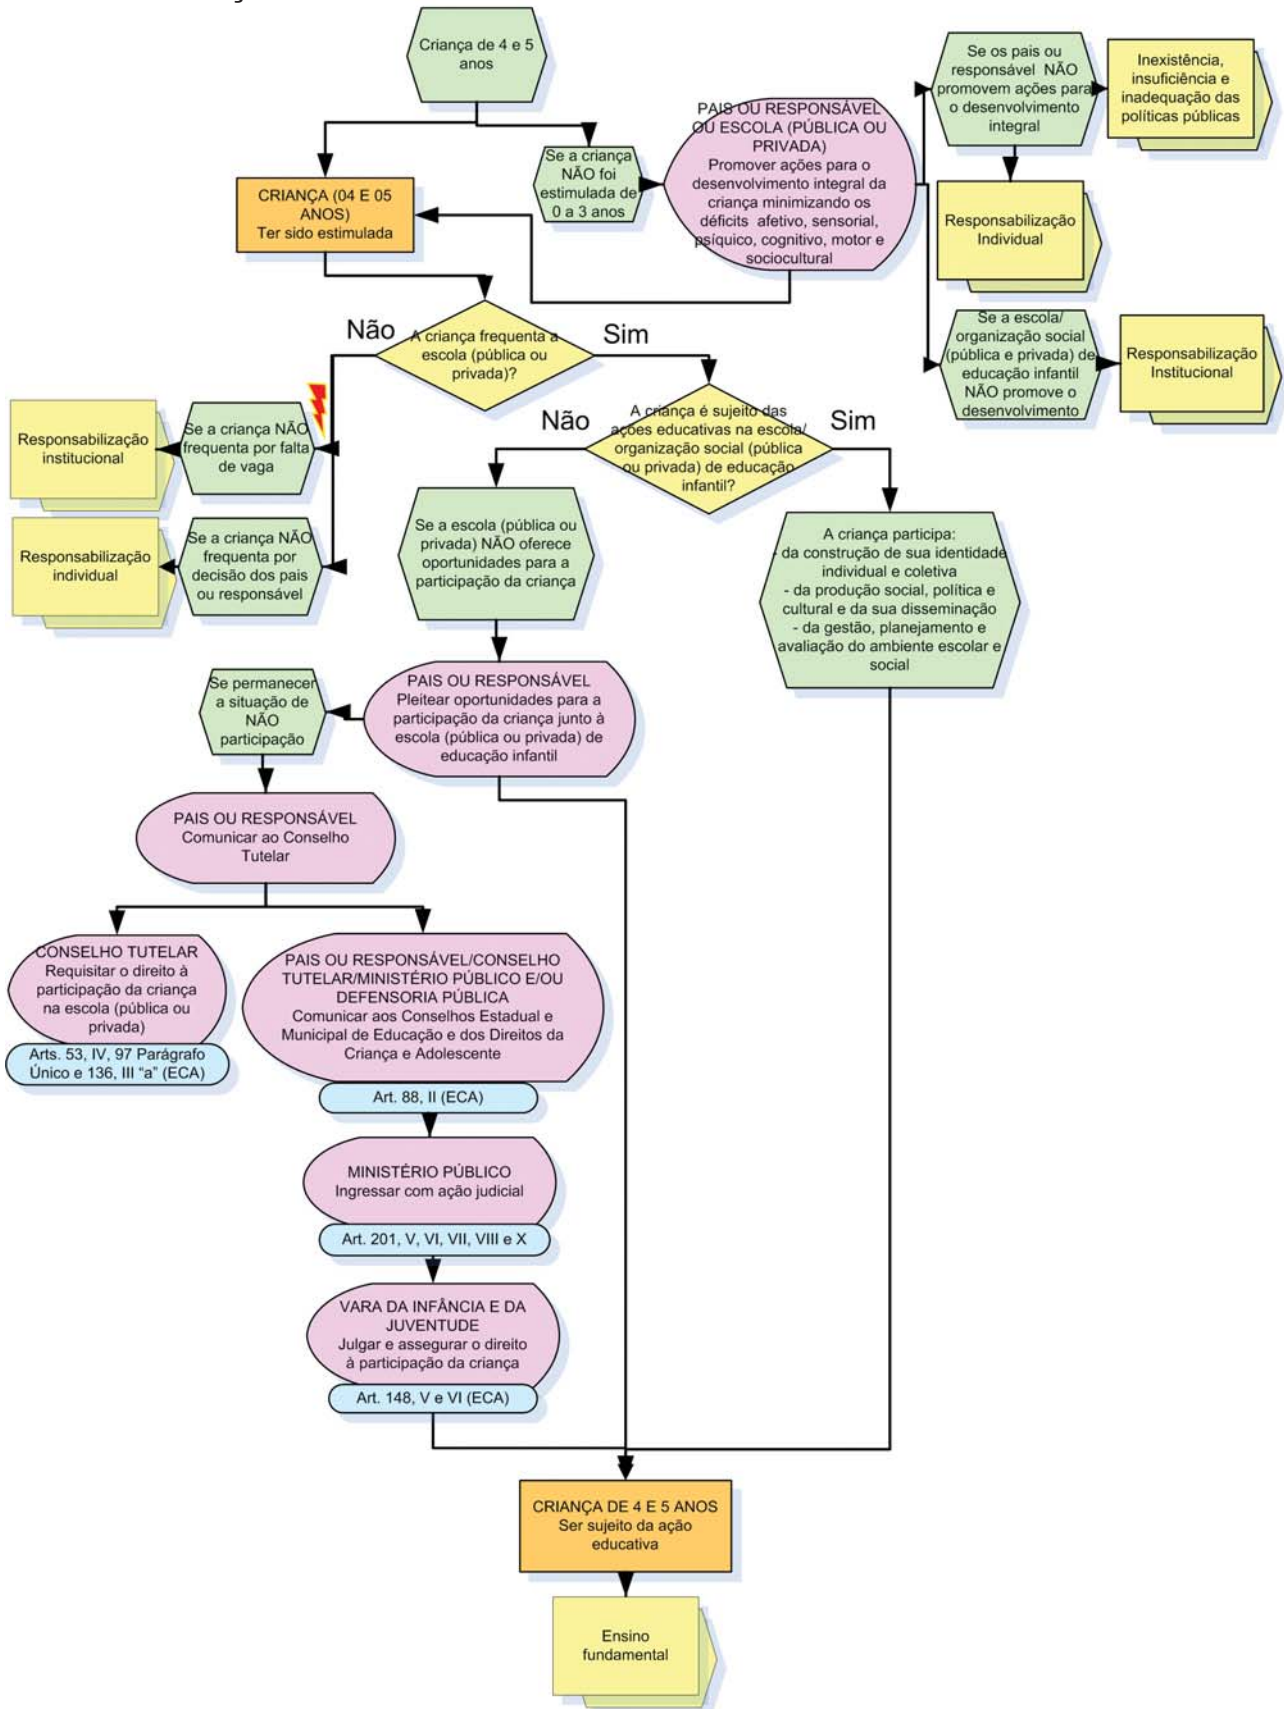 Criança de 4 e 5
anos
Se os pais ou
responsável NÃO
promovem ações para
o desenvolvimento
integral
Inexistência,
insuficiência e
inadequação das
políticas públicas
PAIS OU RESPONSÁVEL
OU ESCOLA (PÚBLICA OU
PRIVADA)
Promover ações para o
desenvolvimento integral da
criança minimizando os
déficits afetivo, sensorial,
psíquico, cognitivo, motor e
sociocultural
Se a criança
NÃO foi
estimulada de
0 a 3 anos
CRIANÇA (04 E 05
ANOS)
Ter sido estimulada
Responsabilização
Individual
Se a escola/
organização social
(pública e privada) de
educação infantil
NÃO promove o
desenvolvimento
Responsabilização
Institucional
Não
A criança frequenta a
escola (pública ou
privada)?
Sim
Não
A criança é sujeito das
ações educativas na escola/
organização social (pública
ou privada) de educação
infantil?
Sim
Responsabilização
institucional
Se a criança NÃO
frequenta por falta
de vaga
Responsabilização
individual
Se a criança NÃO
frequenta por
decisão dos pais
ou responsável
Se a escola (pública ou
privada) NÃO oferece
oportunidades para a
participação da criança
A criança participa:
- da construção de sua identidade
individual e coletiva
- da produção social, política e
cultural e da sua disseminação
- da gestão, planejamento e
avaliação do ambiente escolar e
social
PAIS OU RESPONSÁVEL
Pleitear oportunidades para a
participação da criança junto à
escola (pública ou privada) de
educação infantil
Se permanecer
a situação de
NÃO
participação
PAIS OU RESPONSÁVEL
Comunicar ao Conselho
Tutelar
CONSELHO TUTELAR
Requisitar o direito à
participação da criança
na escola (pública ou
privada)
Arts. 53, IV, 97 Parágrafo
Único e 136, III “a” (ECA)
PAIS OU RESPONSÁVEL/CONSELHO
TUTELAR/MINISTÉRIO PÚBLICO E/OU
DEFENSORIA PÚBLICA
Comunicar aos Conselhos Estadual e
Municipal de Educação e dos Direitos da
Criança e Adolescente
Art. 88, II (ECA)
MINISTÉRIO PÚBLICO
Ingressar com ação judicial
Art. 201, V, VI, VII, VIII e X
VARA DA INFÂNCIA E DA
JUVENTUDE
Julgar e assegurar o direito
à participação da criança
Art. 148, V e VI (ECA)
CRIANÇA DE 4 E 5 ANOS
Ser sujeito da ação
educativa
Ensino
fundamental